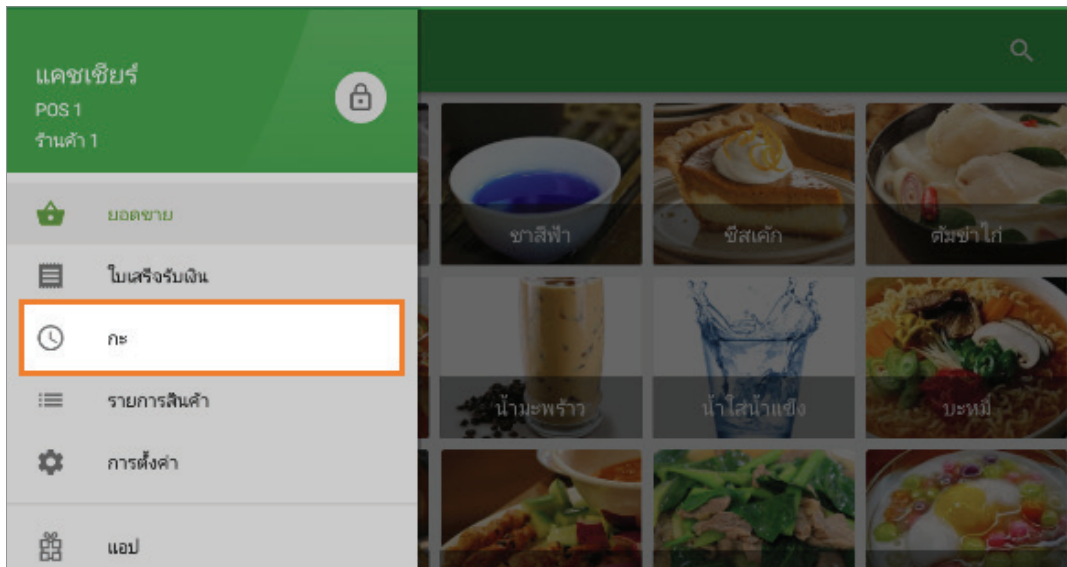 แคชเชียร์
POS 1
ร้านค้า 1
ยอดขาย
ใบเสร็จรับเงิน
กะ
รายการสินค้า
การตั้งค่า
แอป
ชาสีฟ้า
ชีสเค้ก
ต้มข่าไก่
น้ำมะพร้าว
น้ำใสน้ำแข็ง
บะหมี่